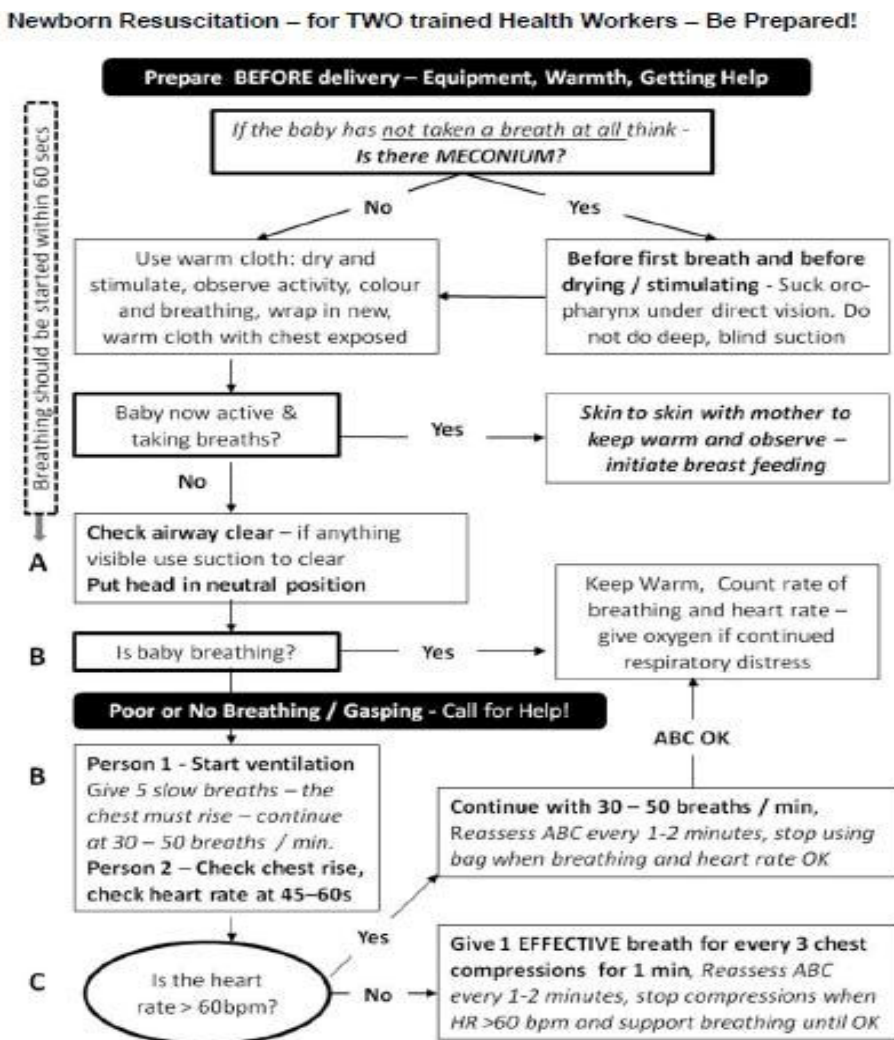 Newborn Resuscitation – for TWO trained Health Workers – Be Prepared!
Prepare BEFORE delivery – Equipment, Warmth, Getting Help
If the baby has not taken a breath at all think -
Is there MECONIUM?
Breathing should be started within 60 secs
No
Yes
Use warm cloth: dry and
stimulate, observe activity, colour
and breathing, wrap in new,
warm cloth with chest exposed
Before first breath and before
drying / stimulating - Suck oro-
pharynx under direct vision. Do
not do deep, blind suction
Baby now active &
taking breaths?
Yes
Skin to skin with mother to
keep warm and observe –
initiate breast feeding
No
A
Check airway clear – if anything
visible use suction to clear
Put head in neutral position
Keep Warm, Count rate of
breathing and heart rate –
give oxygen if continued
respiratory distress
B
Is baby breathing?
Yes
Poor or No Breathing / Gasping - Call for Help!
ABC OK
B
Person 1 - Start ventilation
Give 5 slow breaths – the
chest must rise – continue
at 30 – 50 breaths / min.
Person 2 – Check chest rise,
check heart rate at 45–60s
Continue with 30 – 50 breaths / min,
Reassess ABC every 1-2 minutes, stop using
bag when breathing and heart rate OK
Yes
C
Is the heart
rate > 60bpm?
No
Give 1 EFFECTIVE breath for every 3 chest
compressions for 1 min, Reassess ABC
every 1-2 minutes, stop compressions when
HR >60 bpm and support breathing until OK